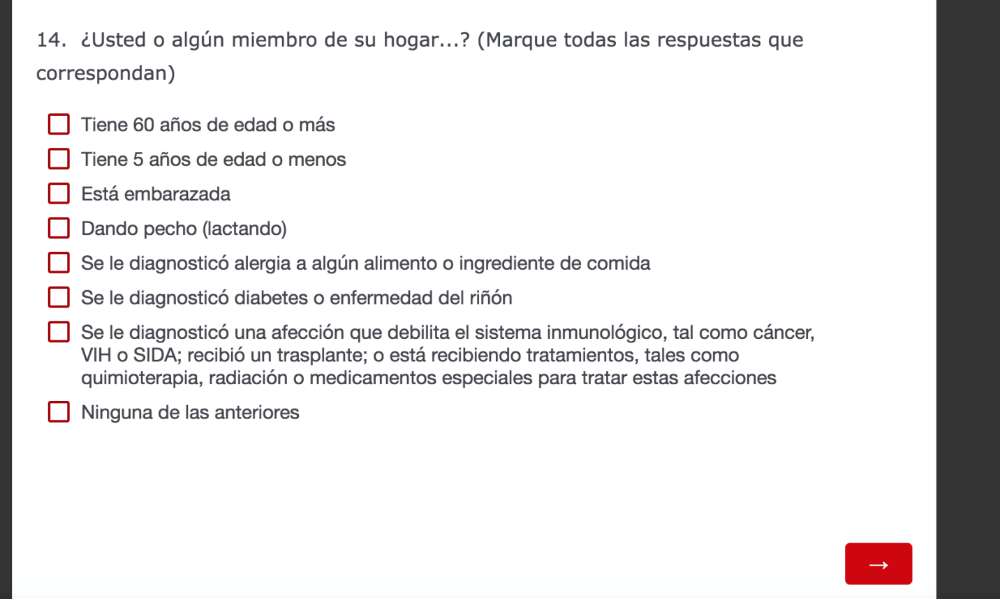 14. ¿Usted o algún miembro de su hogar...? (Marque todas las respuestas que
correspondan)
Tiene 60 años de edad o más
Tiene 5 años de edad o menos
Está embarazada
Dando pecho (lactando)
Se le diagnosticó alergia a algún alimento o ingrediente de comida
Se le diagnosticó diabetes o enfermedad del riñón
Se le diagnosticó una afección que debilita el sistema inmunológico, tal como cáncer,
VIH o SIDA; recibió un trasplante; o está recibiendo tratamientos, tales como
quimioterapia, radiación o medicamentos especiales para tratar estas afecciones
Ninguna de las anteriores
→